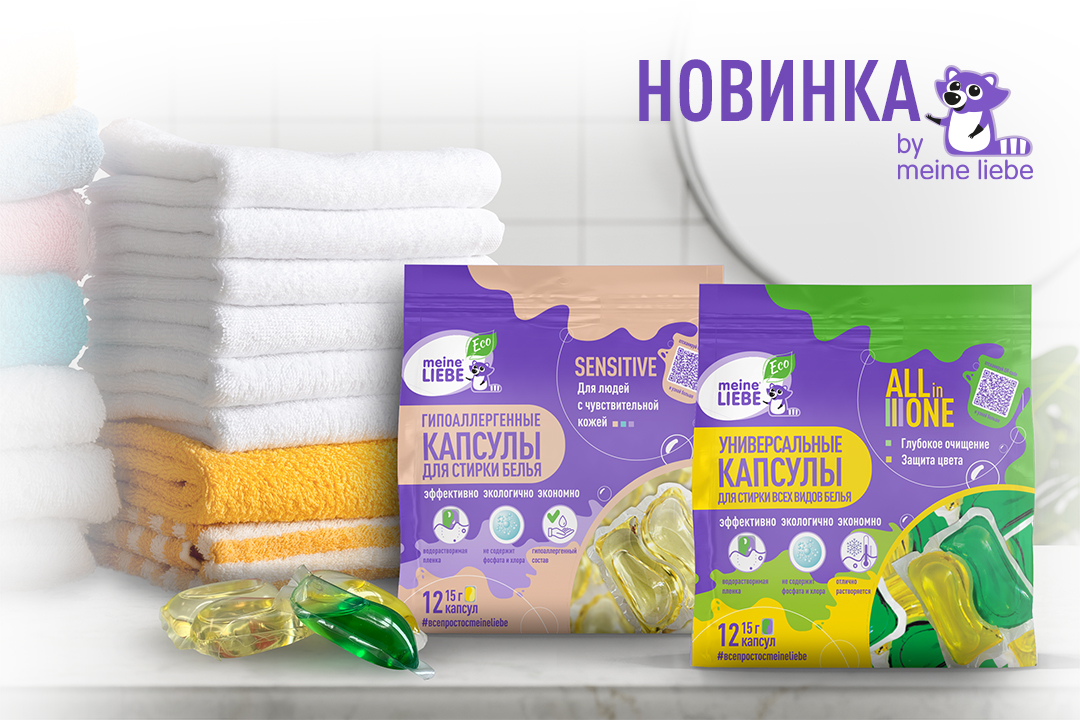 НОВИНКА
by
meine liebe
Eco
meine
LIEBE
SENSITIVE
Для людей
с чувствительной
кожей
ГИПОАЛЛЕРГЕННЫЕ
КАПСУЛЫ
ДЛЯ СТИРКИ БЕЛЬЯ
эффективно экологично экономно
водорастворимая
пленка
не содержит
фосфата и хлора
гипоаллергенный
состав
12 15 г
капсул
#всепростосmeineliebe
Eco
meine
LIEBE
ALL in
ONE
Глубокое очищение
Защита цвета
УНИВЕРСАЛЬНЫЕ
КАПСУЛЫ
ДЛЯ СТИРКИ ВСЕХ ВИДОВ БЕЛЬЯ
эффективно экологично экономно
водорастворимая
пленка
не содержит
фосфата и хлора
отлично
растворяется
12 15 г
капсул
#всепростосmeineliebe